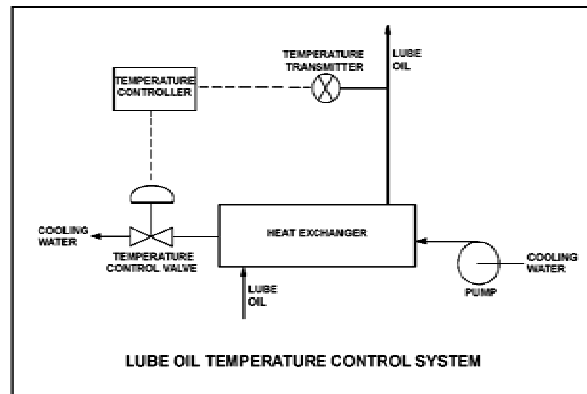 TEMPERATURE
TRANSMITTER
LUBE
OIL
TEMPERATURE
CONTROLLER
HEAT EXCHANGER
COOLING
WATER
TEMPERATURE
CONTROL VALVE
COOLING
WATER
PUMP
LUBE
OIL
LUBE OIL TEMPERATURE CONTROL SYSTEM